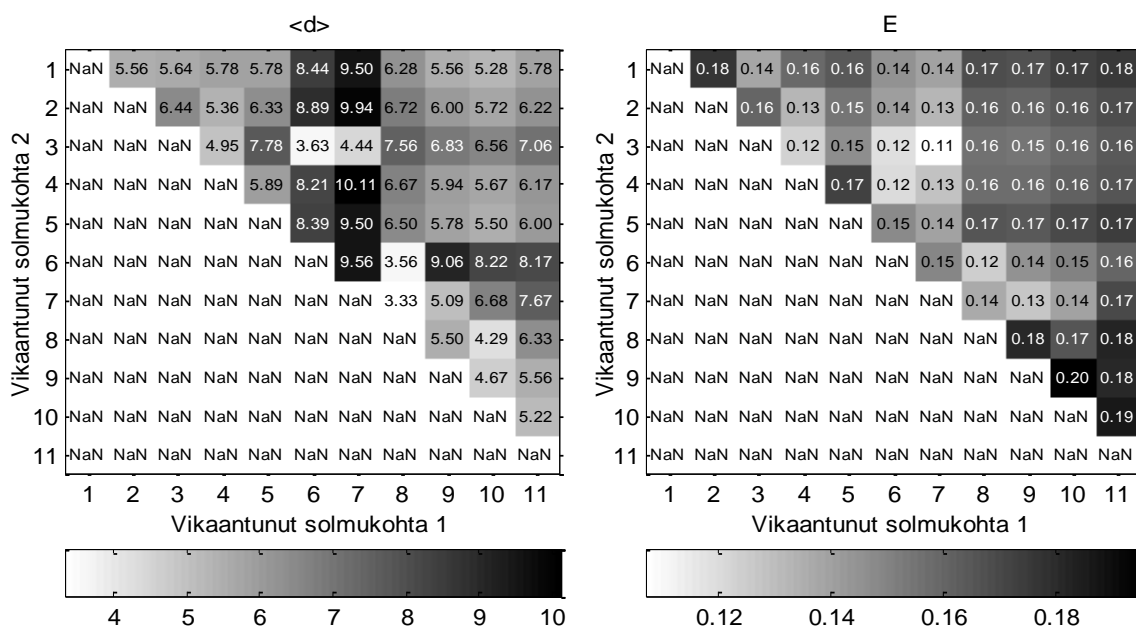 <d>
1 NaN 5.56 5.64 5.78 5.78 8.44 9.50 6.28 5.56 5.28 5.78
2 NaN NaN 6.44 5.36 6.33 8.89 9.94 6.72 6.00 5.72 6.22
3 NaN NaN NaN 4.95 7.78 3.63 4.44 7.56 6.83 6.56 7.06
4 NaN NaN NaN NaN 5.89 8.21 10.11 6.67 5.94 5.67 6.17
5 NaN NaN NaN NaN NaN 8.39 9.50 6.50 5.78 5.50 6.00
6 NaN NaN NaN NaN NaN NaN 9.56 3.56 9.06 8.22 8.17
7 NaN NaN NaN NaN NaN NaN NaN 3.33 5.09 6.68 7.67
8 NaN NaN NaN NaN NaN NaN NaN NaN 5.50 4.29 6.33
9 NaN NaN NaN NaN NaN NaN NaN NaN NaN 4.67 5.56
10 NaN NaN NaN NaN NaN NaN NaN NaN NaN NaN 5.22
11 NaN NaN NaN NaN NaN NaN NaN NaN NaN NaN NaN
1 2 3 4 5 6 7 8 9 10 11
Vikaantunut solmukohta 2
Vikaantunut solmukohta 1
4 5 6 7 8 9 10
E
1 NaN 0.18 0.14 0.16 0.16 0.14 0.14 0.17 0.17 0.17 0.18
2 NaN NaN 0.16 0.13 0.15 0.14 0.13 0.16 0.16 0.16 0.17
3 NaN NaN NaN 0.12 0.15 0.12 0.11 0.16 0.15 0.16 0.16
4 NaN NaN NaN NaN 0.17 0.12 0.13 0.16 0.16 0.16 0.17
5 NaN NaN NaN NaN NaN 0.15 0.14 0.17 0.17 0.17 0.17
6 NaN NaN NaN NaN NaN NaN 0.15 0.12 0.14 0.15 0.16
7 NaN NaN NaN NaN NaN NaN NaN 0.14 0.13 0.14 0.17
8 NaN NaN NaN NaN NaN NaN NaN NaN 0.18 0.17 0.18
9 NaN NaN NaN NaN NaN NaN NaN NaN NaN 0.20 0.18
10 NaN NaN NaN NaN NaN NaN NaN NaN NaN NaN 0.19
11 NaN NaN NaN NaN NaN NaN NaN NaN NaN NaN NaN
1 2 3 4 5 6 7 8 9 10 11
Vikaantunut solmukohta 2
Vikaantunut solmukohta 1
0.12 0.14 0.16 0.18